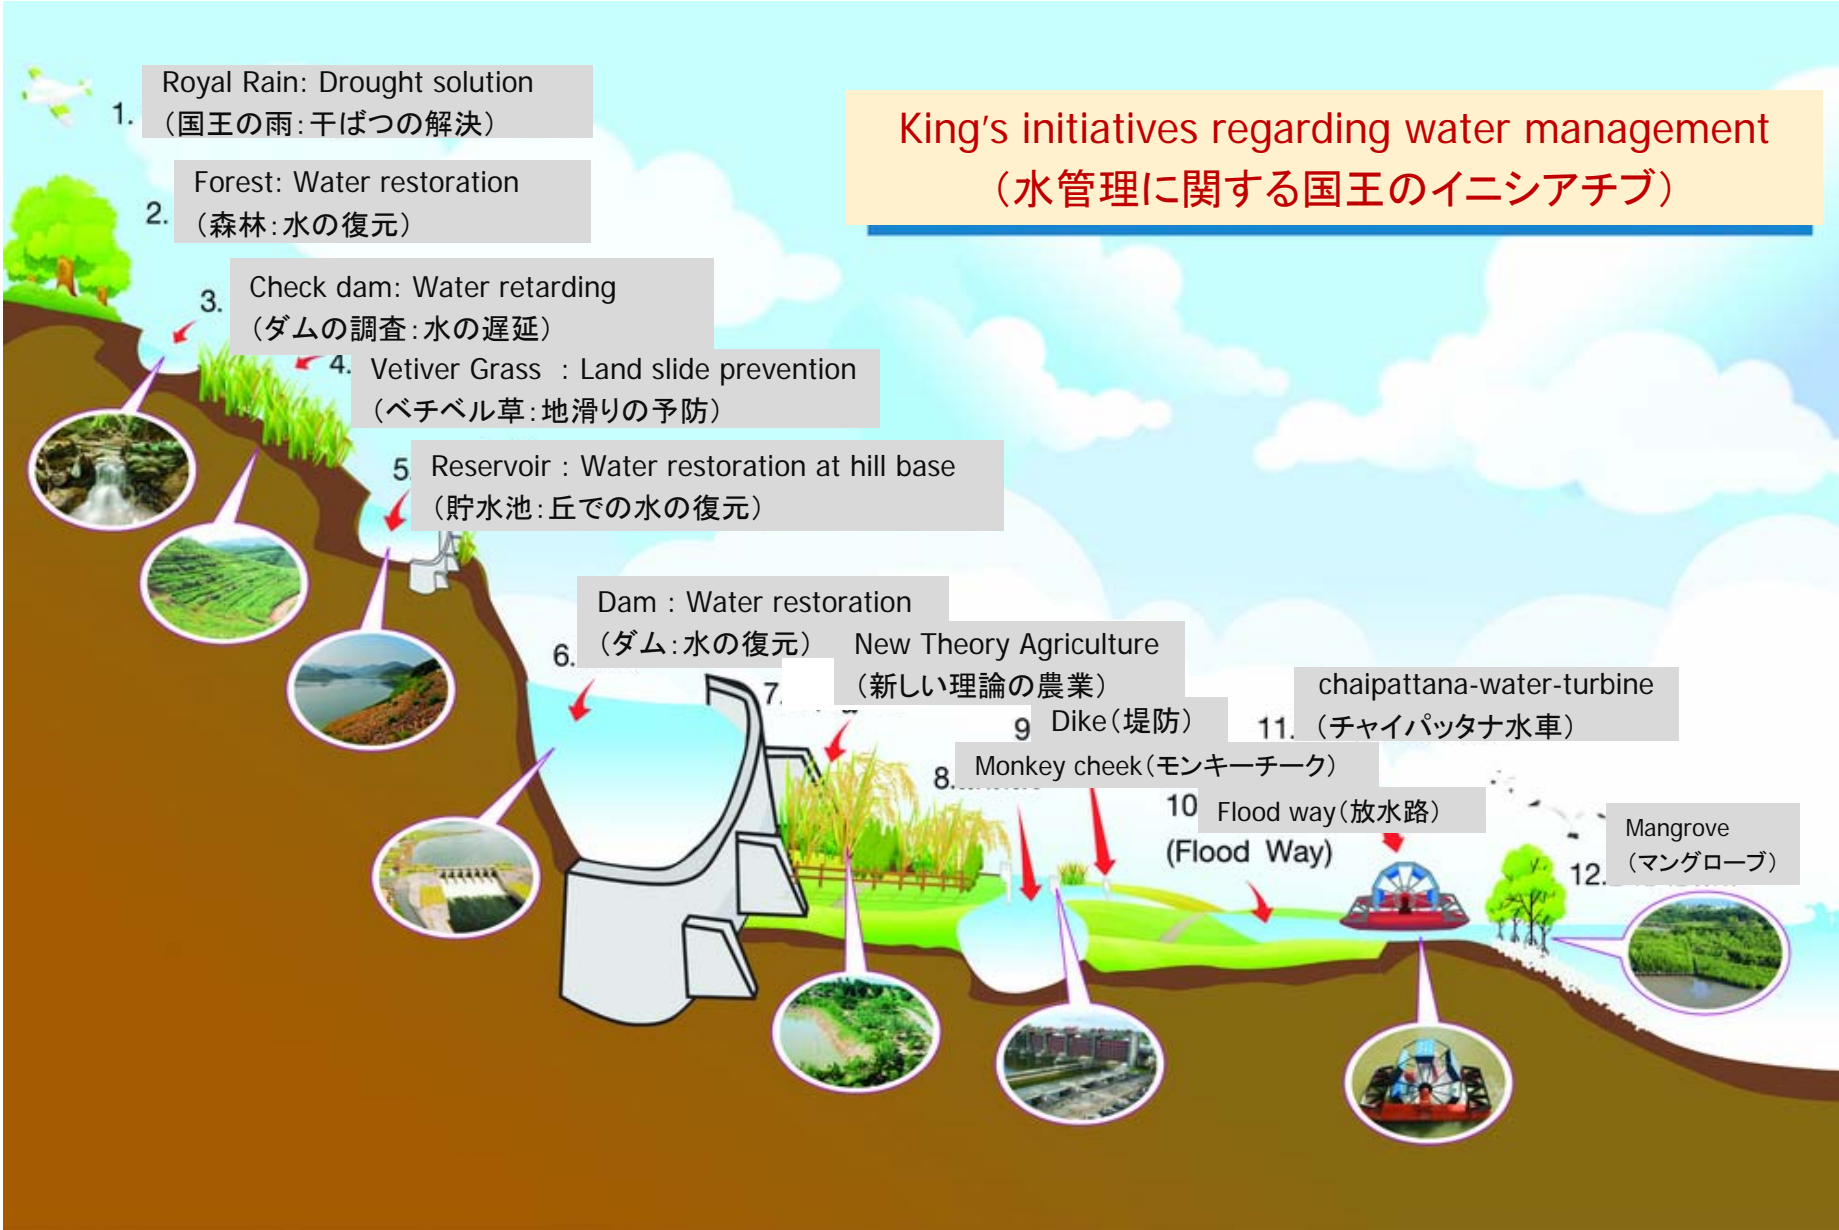 King's initiatives regarding water management
（水管理に関する国王のイニシアチブ）
1.
Royal Rain: Drought solution
（国王の雨：干ばつの解決）
2.
Forest: Water restoration
（森林：水の復元）
3.
Check dam: Water retarding
（ダムの調査：水の遅延）
4.
Vetiver Grass : Land slide prevention
（ベチベル草：地滑りの予防）
5
Reservoir : Water restoration at hill base
（貯水池：丘での水の復元）
6.
Dam : Water restoration
（ダム：水の復元）
7.
New Theory Agriculture
（新しい理論の農業）
8.
Monkey cheek（モンキーチーク）
9
Dike（堤防）
10
Flood way（放水路）
(Flood Way)
11.
chaipattana-water-turbine
（チャイパッタナ水車）
12.
Mangrove
（マングローブ）